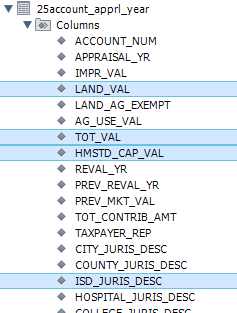 25account_apprl_year
Columns
ACCOUNT_NUM
APPRAISAL_YR
IMPR_VAL
LAND_VAL
LAND_AG_EXEMPT
AG_USE_VAL
TOT_VAL
HMSTD_CAP_VAL
REVAL_YR
PREV_REVAL_YR
PREV_MKT_VAL
TOT_CONTRIB_AMT
TAXPAYER_REP
CITY_JURIS_DESC
COUNTY_JURIS_DESC
ISD_JURIS_DESC
HOSPITAL_JURIS_DESC
COLLEGE_JURIS_DESC